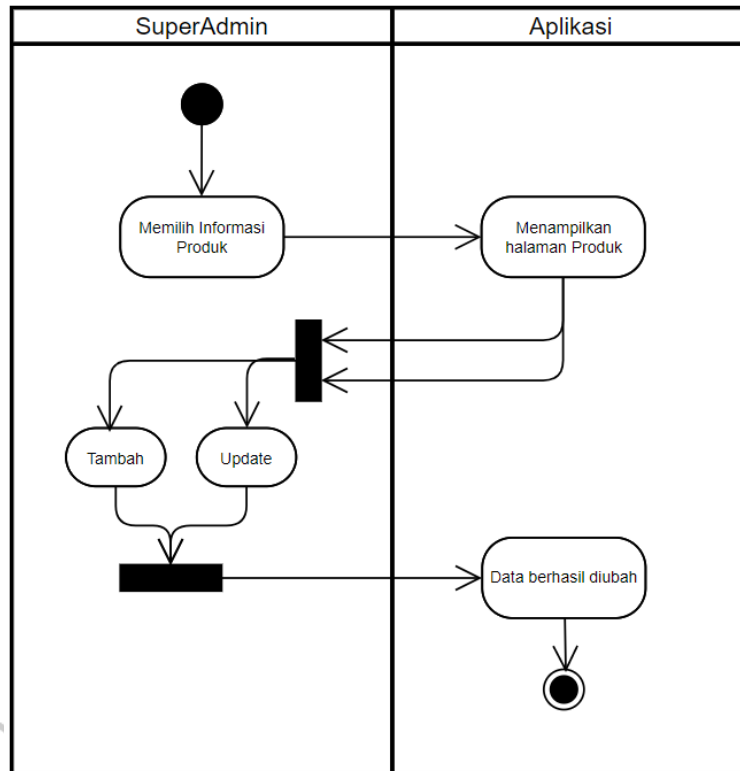 SuperAdmin
Aplikasi
Memilih Informasi
Produk
Menampilkan
halaman Produk
Tambah
Update
Data berhasil diubah